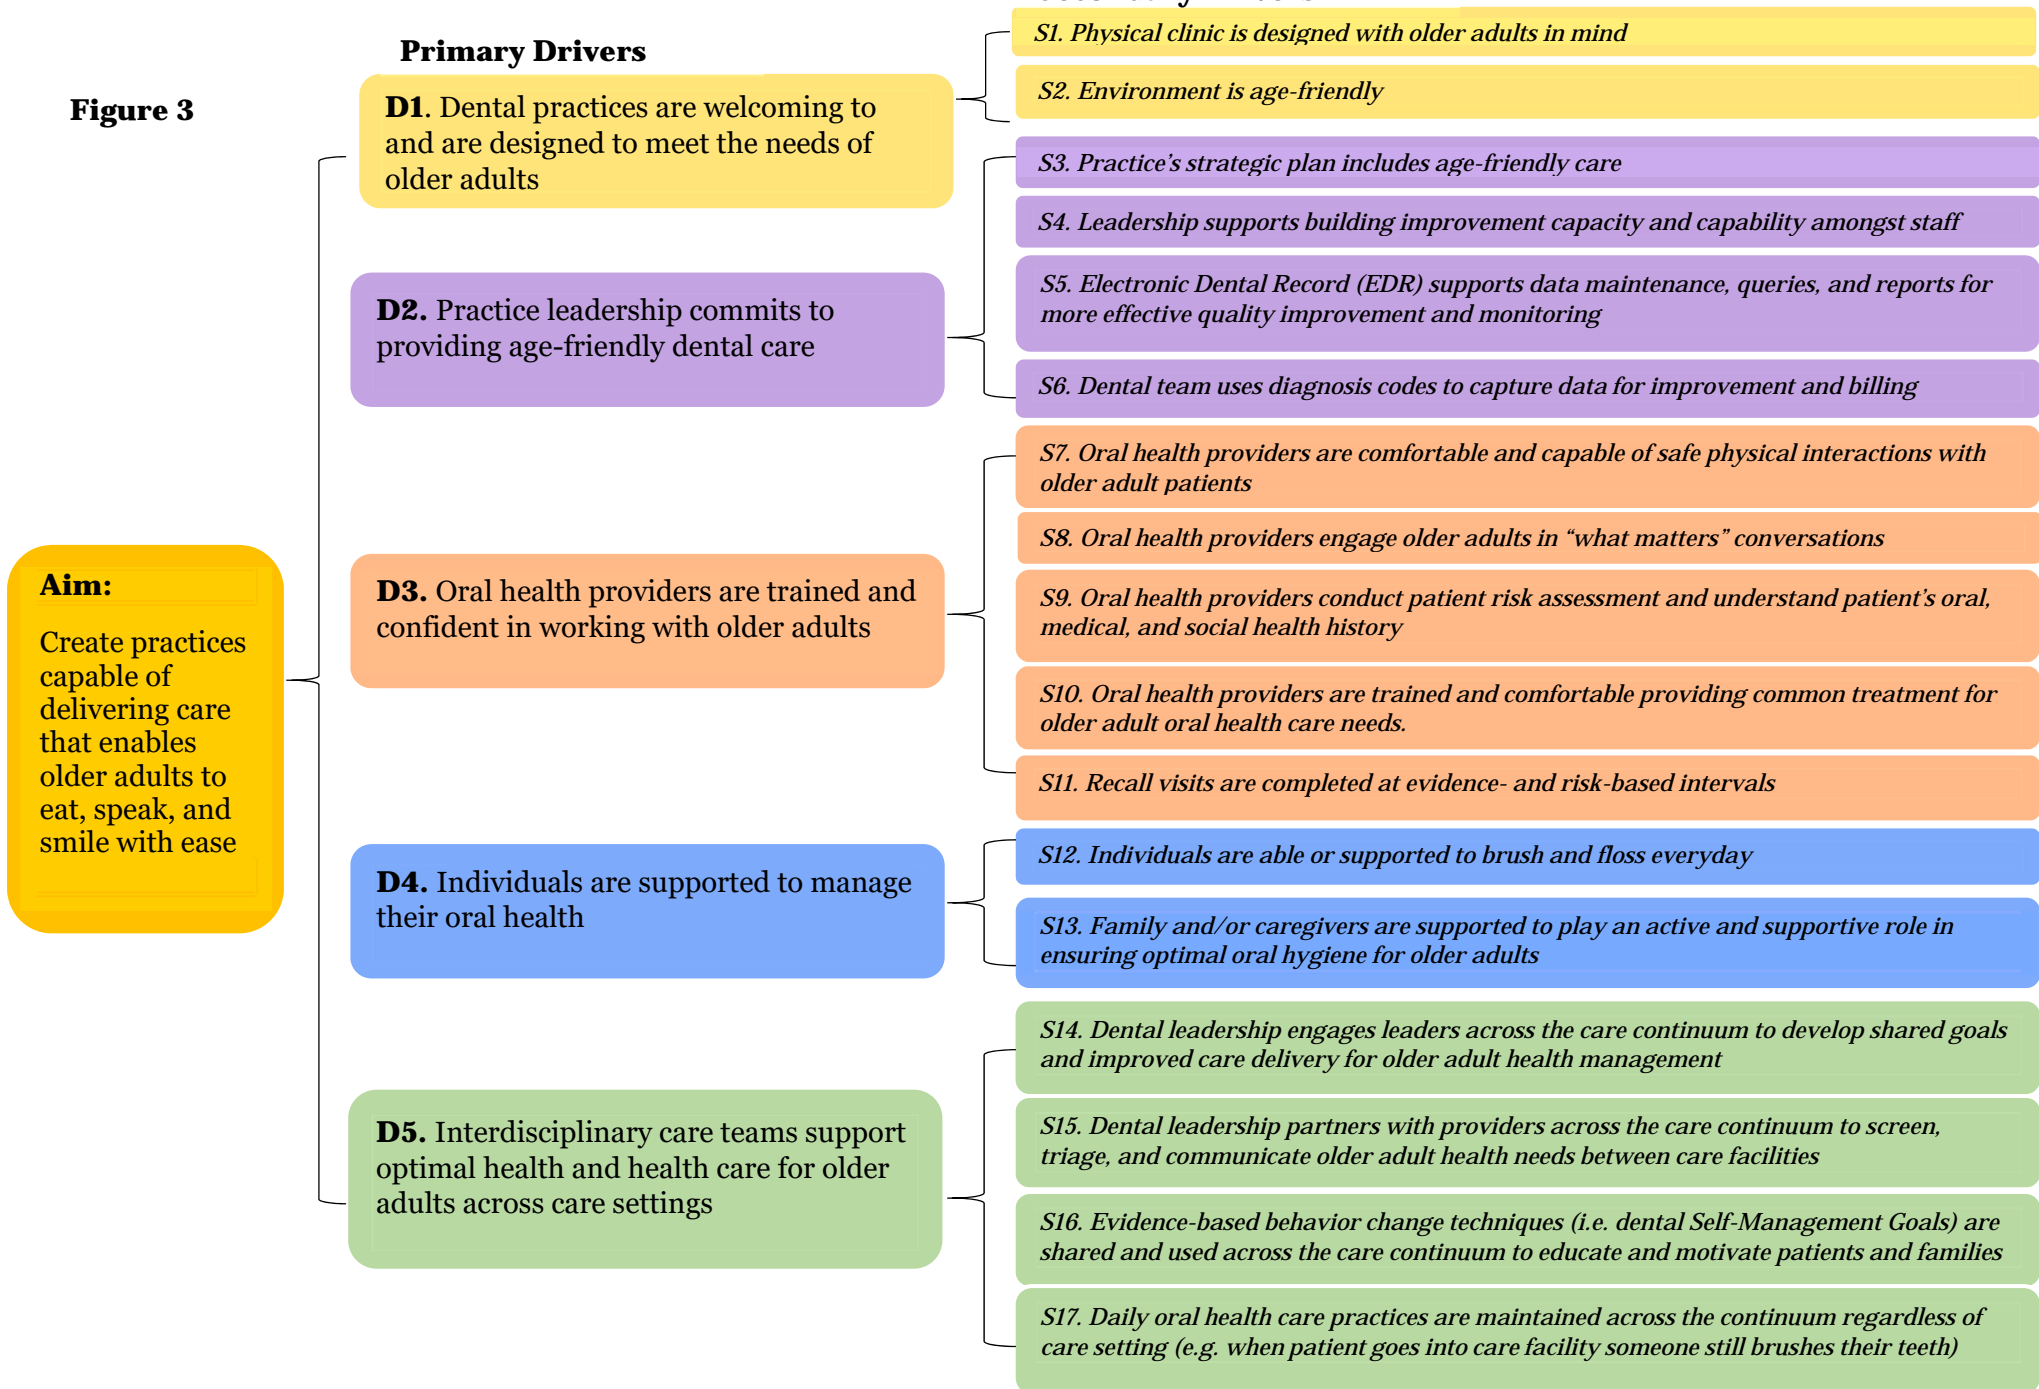 Primary Drivers
Figure 3
Aim:
Create practices
capable of
delivering care
that enables
older adults to
eat, speak, and
smile with ease
D1. Dental practices are welcoming to
and are designed to meet the needs of
older adults
S1. Physical clinic is designed with older adults in mind
S2. Environment is age-friendly
D2. Practice leadership commits to
providing age-friendly dental care
S3. Practice’s strategic plan includes age-friendly care
S4. Leadership supports building improvement capacity and capability amongst staff
S5. Electronic Dental Record (EDR) supports data maintenance, queries, and reports for
more effective quality improvement and monitoring
S6. Dental team uses diagnosis codes to capture data for improvement and billing
D3. Oral health providers are trained and
confident in working with older adults
S7. Oral health providers are comfortable and capable of safe physical interactions with
older adult patients
S8. Oral health providers engage older adults in “what matters” conversations
S9. Oral health providers conduct patient risk assessment and understand patient’s oral,
medical, and social health history
S10. Oral health providers are trained and comfortable providing common treatment for
older adult oral health care needs.
S11. Recall visits are completed at evidence- and risk-based intervals
D4. Individuals are supported to manage
their oral health
S12. Individuals are able or supported to brush and floss everyday
S13. Family and/or caregivers are supported to play an active and supportive role in
ensuring optimal oral hygiene for older adults
D5. Interdisciplinary care teams support
optimal health and health care for older
adults across care settings
S14. Dental leadership engages leaders across the care continuum to develop shared goals
and improved care delivery for older adult health management
S15. Dental leadership partners with providers across the care continuum to screen,
triage, and communicate older adult health needs between care facilities
S16. Evidence-based behavior change techniques (i.e. dental Self-Management Goals) are
shared and used across the care continuum to educate and motivate patients and families
S17. Daily oral health care practices are maintained across the continuum regardless of
care setting (e.g. when patient goes into care facility someone still brushes their teeth)